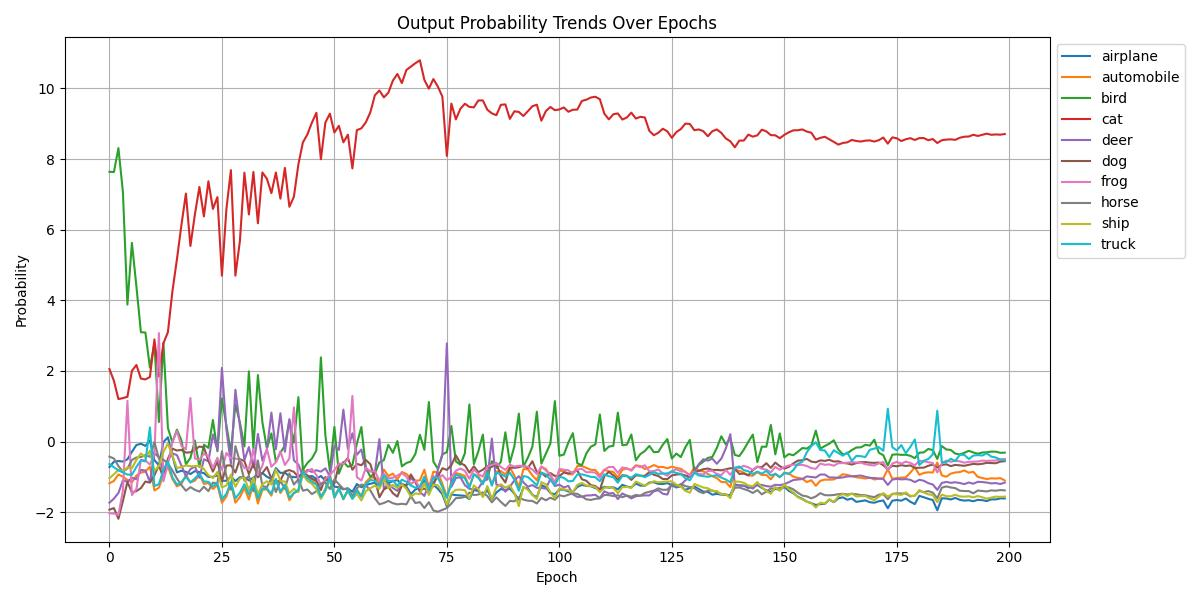 Output Probability Trends Over Epochs
Probability
10
8
6
4
2
0
−2
0 25 50 75 100 125 150 175 200
Epoch
airplane
automobile
bird
cat
deer
dog
frog
horse
ship
truck